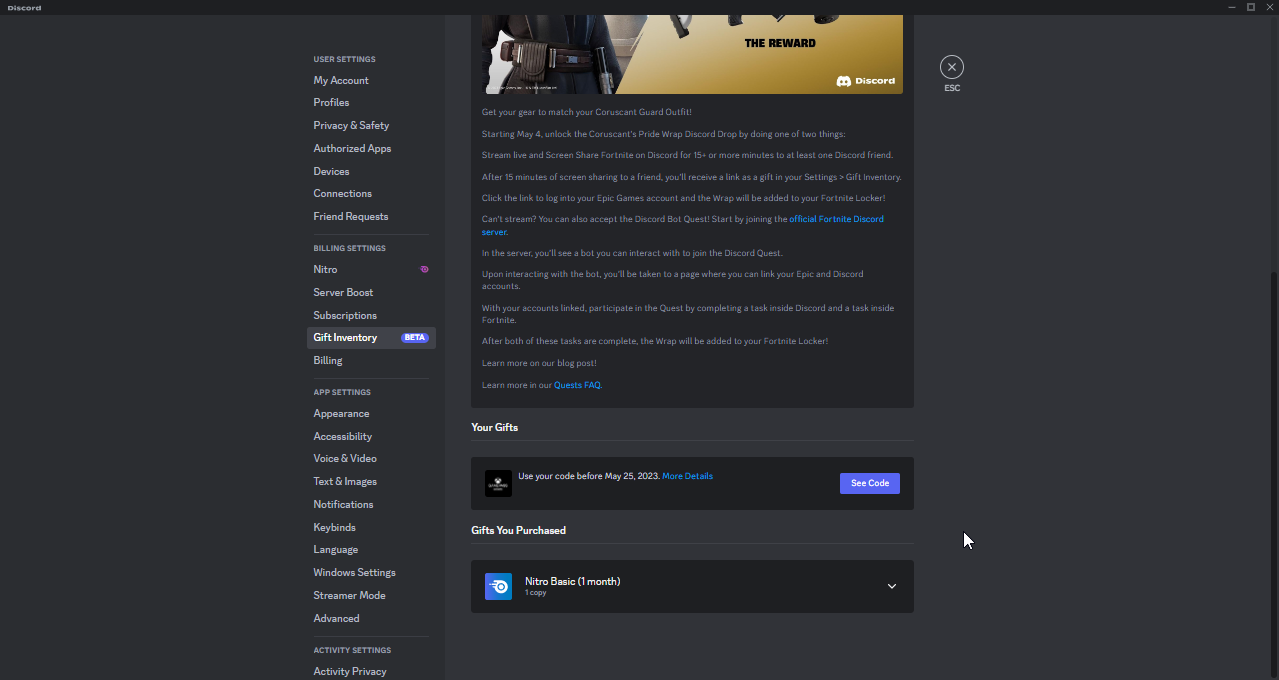 Discord
USER SETTINGS
My Account
Profiles
Privacy & Safety
Authorized Apps
Devices
Connections
Friend Requests
BILLING SETTINGS
Nitro
Server Boost
Subscriptions
Gift Inventory BETA
Billing
APP SETTINGS
Appearance
Accessibility
Voice & Video
Text & Images
Notifications
Keybinds
Language
Windows Settings
Streamer Mode
Advanced
ACTIVITY SETTINGS
Activity Privacy
THE REWARD
Discord
Get your gear to match your Coruscant Guard Outfit!
Starting May 4, unlock the Coruscant's Pride Wrap Discord Drop by doing one of two things:
Stream live and Screen Share Fortnite on Discord for 15+ or more minutes to at least one Discord friend.
After 15 minutes of screen sharing to a friend, you'll receive a link as a gift in your Settings > Gift Inventory.
Click the link to log into your Epic Games account and the Wrap will be added to your Fortnite Locker!
Can't stream? You can also accept the Discord Bot Quest! Start by joining the official Fortnite Discord
server.
In the server, you'll see a bot you can interact with to join the Discord Quest.
Upon interacting with the bot, you'll be taken to a page where you can link your Epic and Discord
accounts.
With your accounts linked, participate in the Quest by completing a task inside Discord and a task inside
Fortnite.
After both of these tasks are complete, the Wrap will be added to your Fortnite Locker!
Learn more on our blog post!
Learn more in our Quests FAQ.
Your Gifts
Use your code before May 25, 2023. More Details
See Code
Gifts You Purchased
Nitro Basic (1 month)
1 copy
ESC